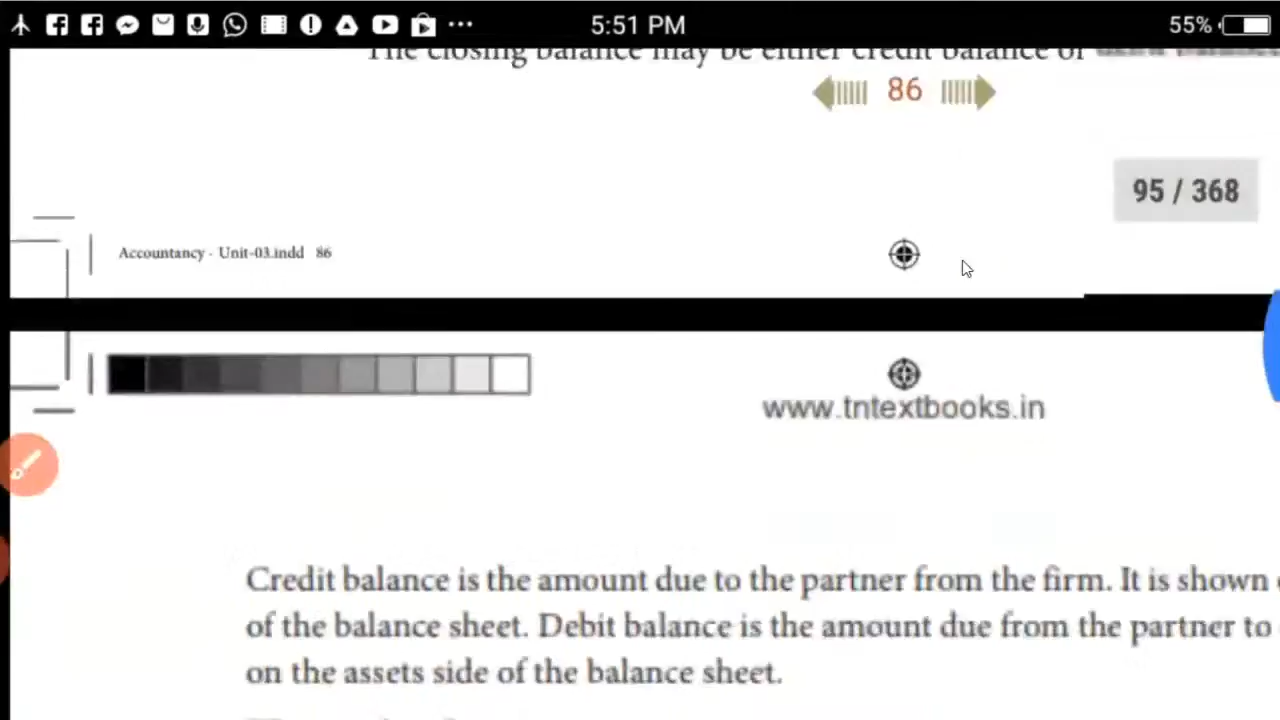 5:51 PM
55%
The closing balance may be either credit balance or
86
95 / 368
Accountancy - Unit-03.indd 86
www.tntextbooks.in
Credit balance is the amount due to the partner from the firm. It is shown
of the balance sheet. Debit balance is the amount due from the partner to
on the assets side of the balance sheet.